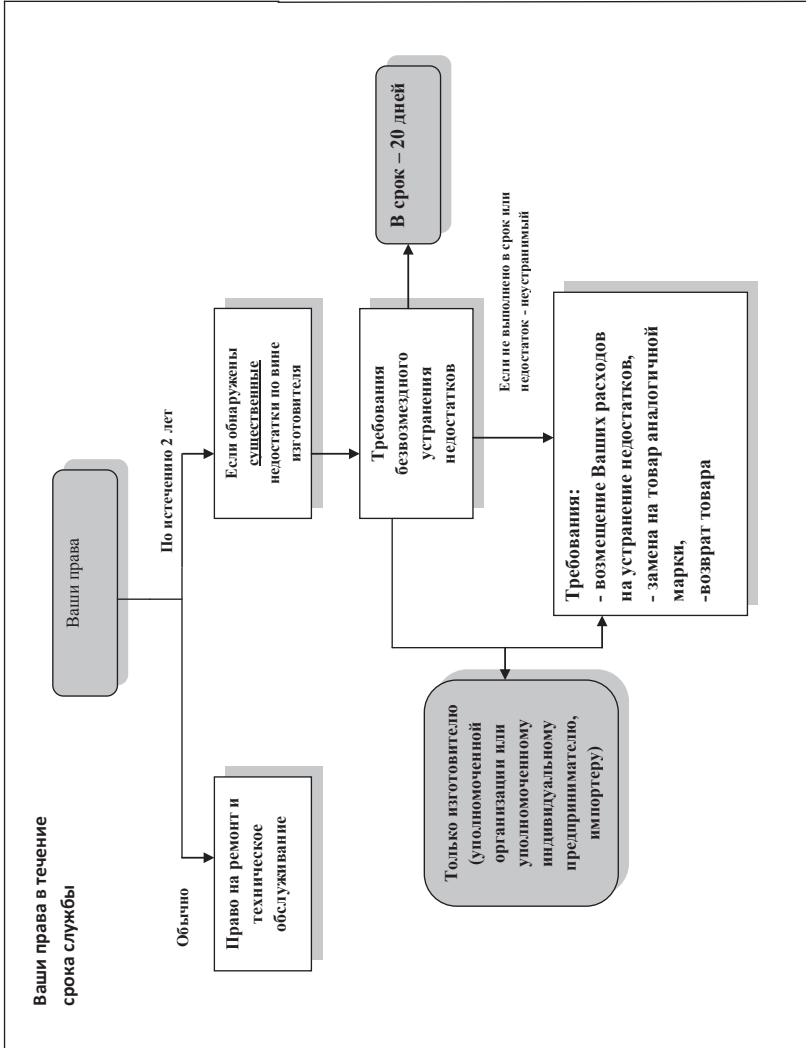 Ваши права в течение
срока службы
Ваши права
Обычно
По истечению 2 лет
Право на ремонт и
техническое
обслуживание
Если обнаружены
существенные
недостатки по вине
изготовителя
Требования
безвозмездного
устранения
недостатков
В срок – 20 дней
Только изготовителю
(уполномоченной
организации или
уполномоченному
индивидуальному
предпринимателю,
импортеру)
Если не выполнено в срок или
недостаток - неустранимый
Требования:
- возмещение Ваших расходов
на устранение недостатков,
- замена на товар аналогичной
марки,
-возврат товара